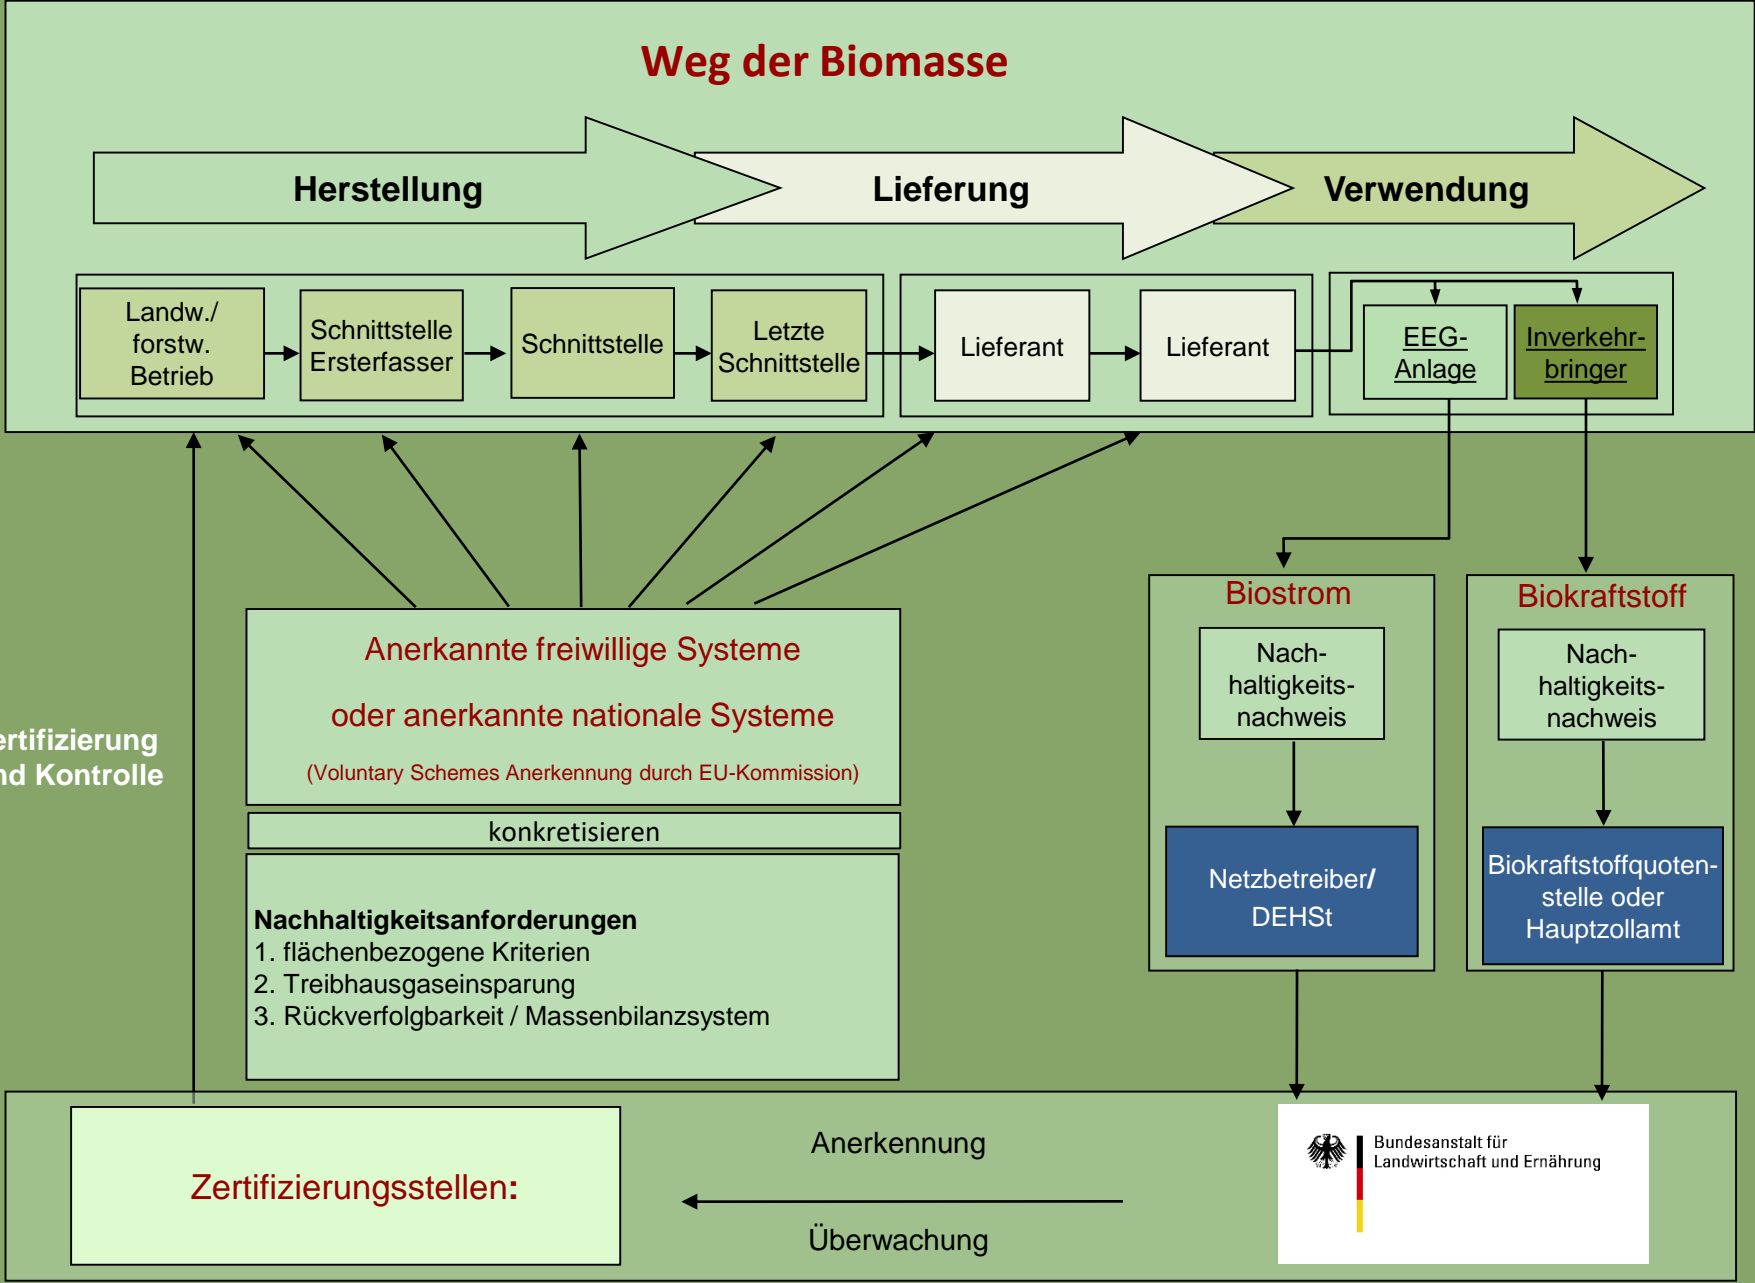 Weg der Biomasse
Herstellung
Lieferung
Verwendung
Landw./
forstw.
Betrieb
Schnittstelle
Ersterfasser
Schnittstelle
Letzte
Schnittstelle
Lieferant
Lieferant
EEG-
Anlage
Inverkehr-
bringer
Anerkannte freiwillige Systeme
oder anerkannte nationale Systeme
(Voluntary Schemes Anerkennung durch EU-Kommission)
konkretisieren
Nachhaltigkeitsanforderungen
1. flächenbezogene Kriterien
2. Treibhausgaseinsparung
3. Rückverfolgbarkeit / Massenbilanzsystem
ertifizierung
nd Kontrolle
Biostrom
Nach-
haltigkeits-
nachweis
Netzbetreiber/
DEHSt
Biokraftstoff
Nach-
haltigkeits-
nachweis
Biokraftstoffquoten-
stelle oder
Hauptzollamt
Zertifizierungsstellen:
Anerkennung
Überwachung
Bundesanstalt für
Landwirtschaft und Ernährung